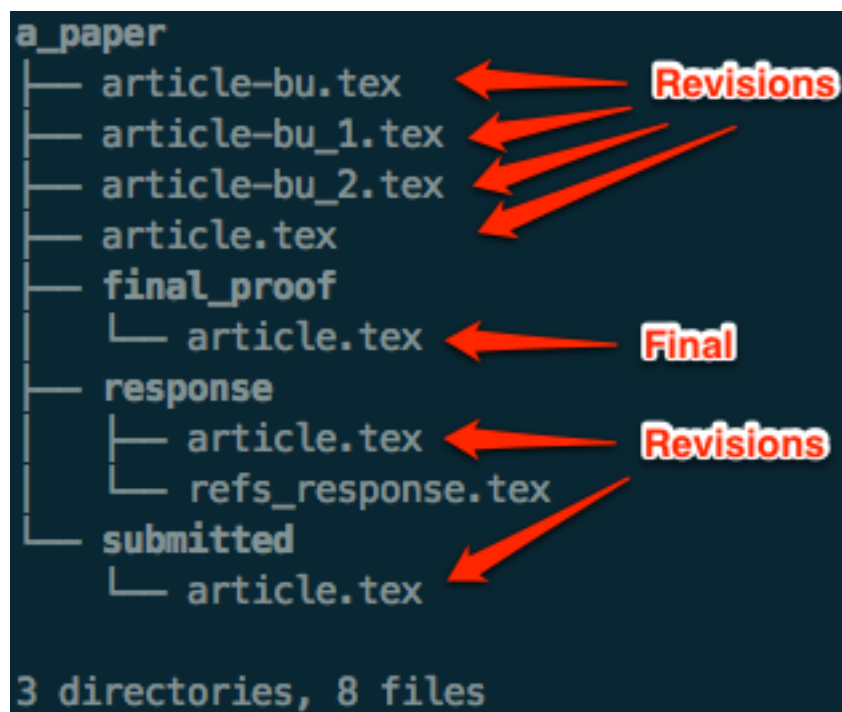 a_paper
├── article-bu.tex Revisions
├── article-bu_1.tex
├── article-bu_2.tex
├── article.tex
├── final_proof
│   └── article.tex Final
├── response
│   ├── article.tex Revisions
│   └── refs_response.tex
└── submitted
    └── article.tex
3 directories, 8 files